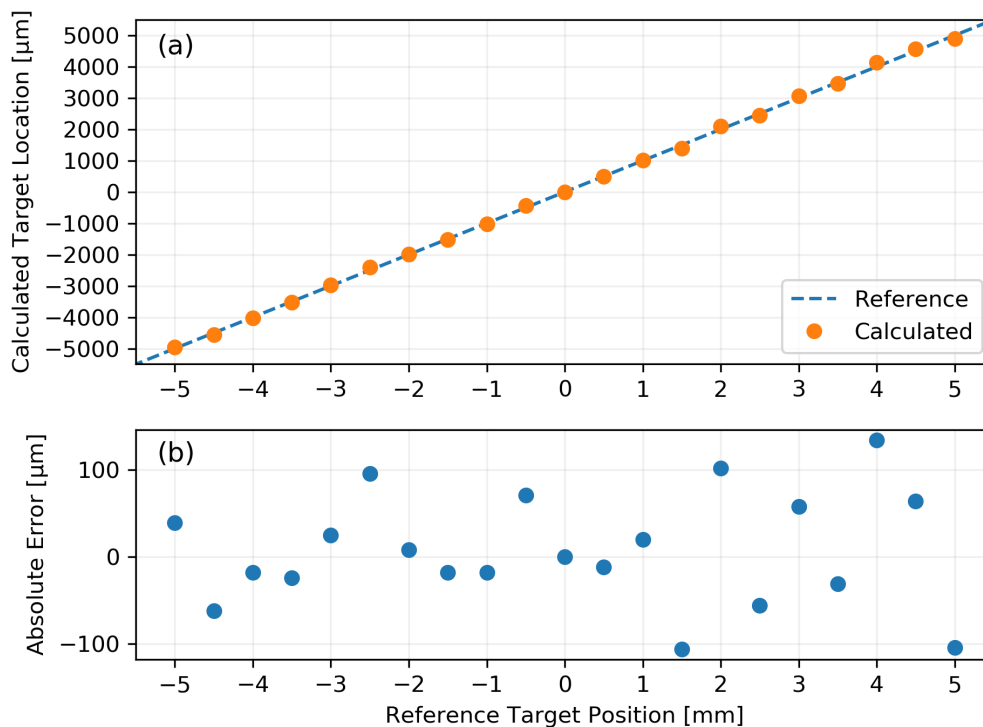 Calculated Target Location [µm]
(a)
5000
4000
3000
2000
1000
0
−1000
−2000
−3000
−4000
−5000
Reference
Calculated
−5 −4 −3 −2 −1 0 1 2 3 4 5
Absolute Error [µm]
(b)
100
0
−100
−5 −4 −3 −2 −1 0 1 2 3 4 5
Reference Target Position [mm]